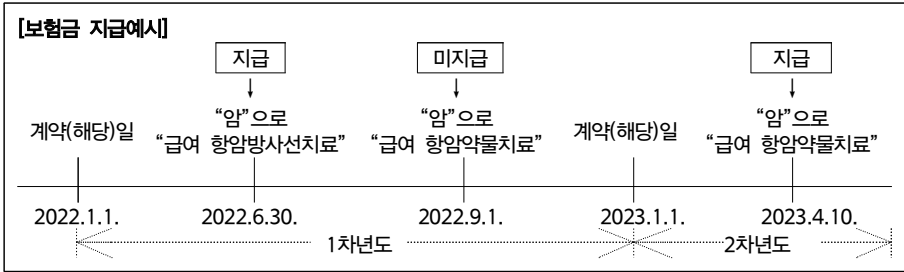 [보험금 지급예시]
지급 미지급 지급
“암”으로 “암”으로 “암”으로
계약(해당)일 “급여 항암방사선치료” “급여 항암약물치료” 계약(해당)일 “급여 항암약물치료”
2022.1.1. 2022.6.30. 2022.9.1. 2023.1.1. 2023.4.10.
1차년도 2차년도